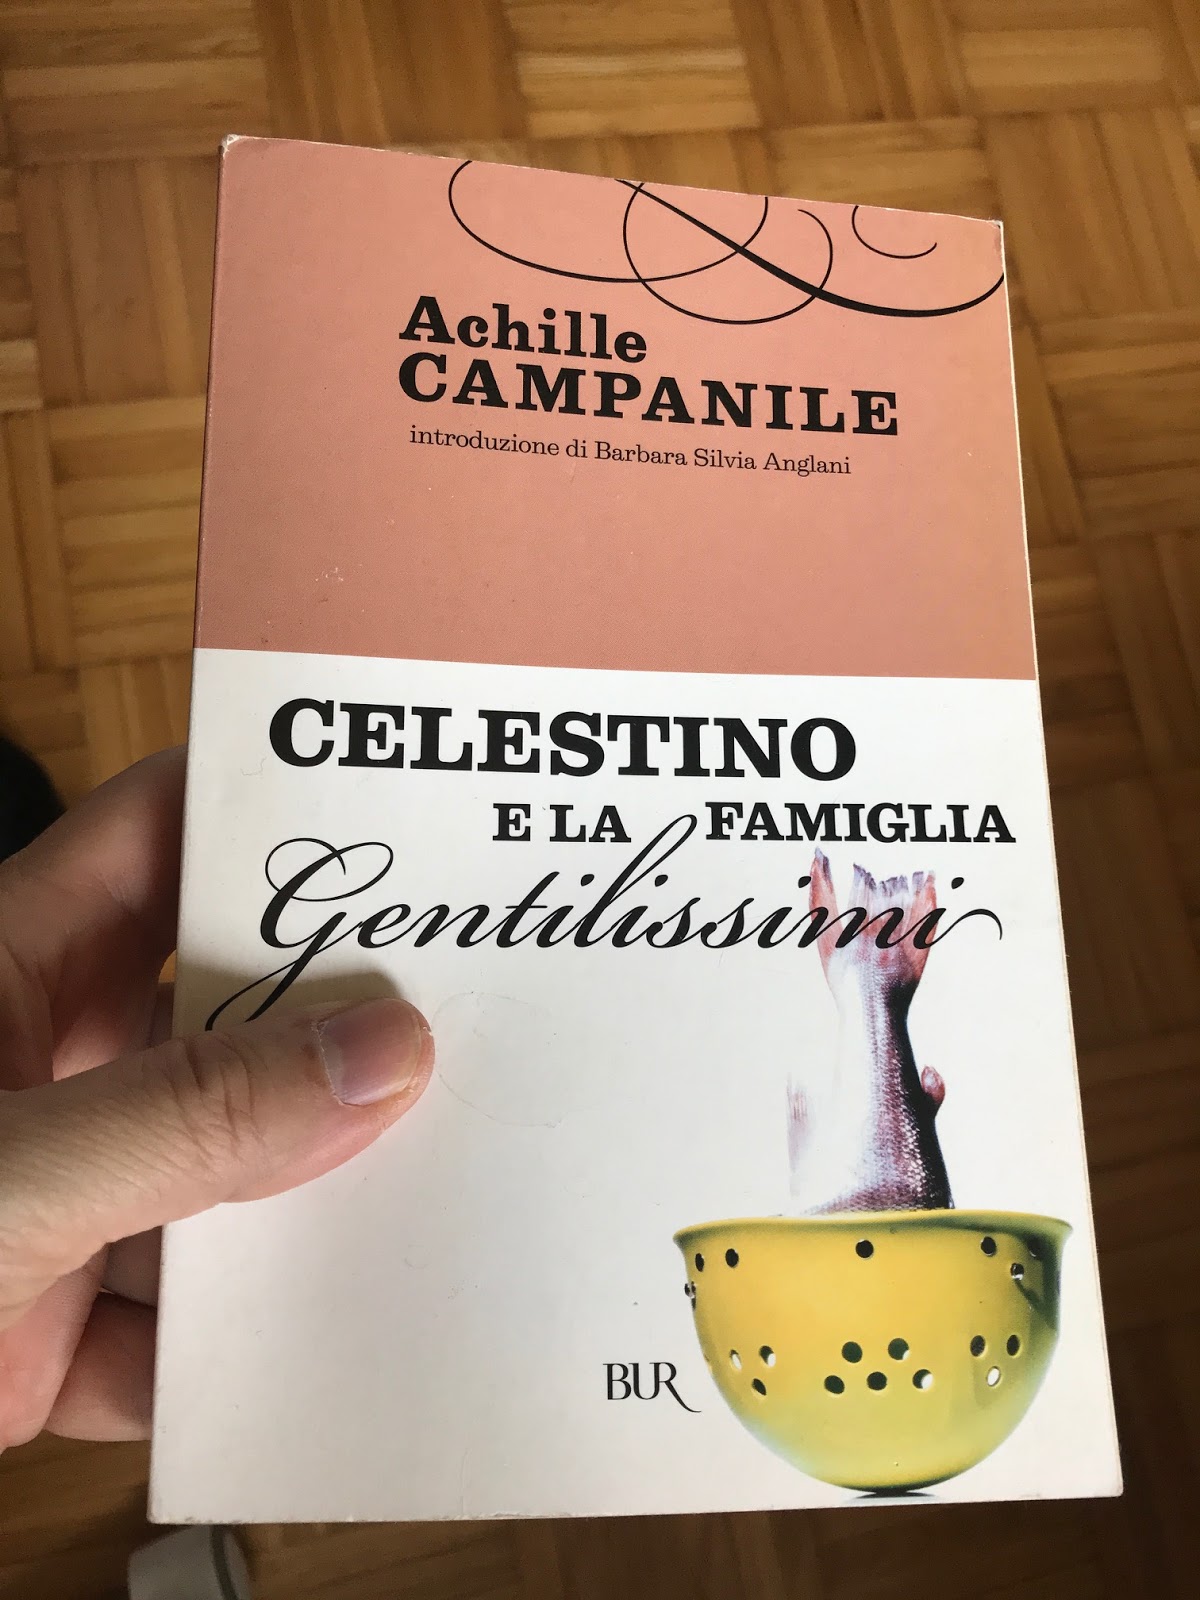 Achille
CAMPANILE
introduzione di Barbara Silvia Anglani
CELESTINO
E LA FAMIGLIA
Gentilissimi
BUR